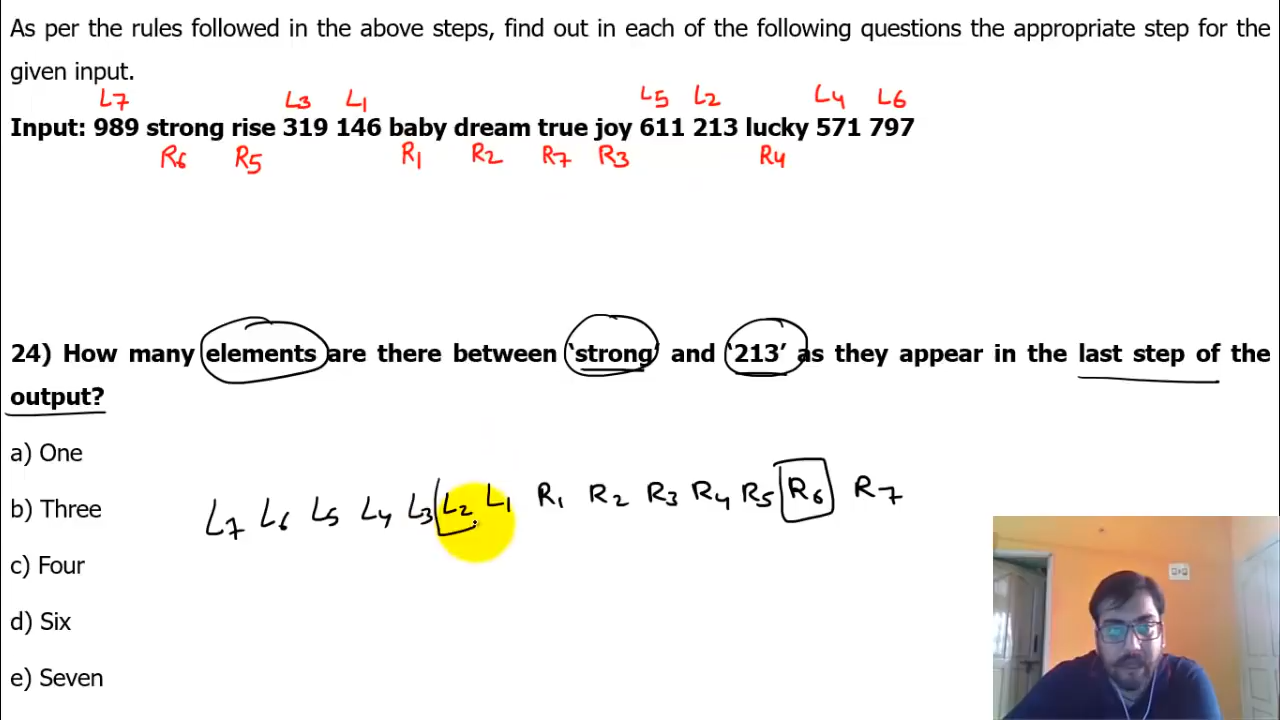 As per the rules followed in the above steps, find out in each of the following questions the appropriate step for the
given input.
L7 L3 L1 L5 L2 L4 L6
Input: 989 strong rise 319 146 baby dream true joy 611 213 lucky 571 797
R6 R5 R1 R2 R7 R3 R4
24) How many elements are there between ‘strong’ and ‘213’ as they appear in the last step of the
output?
a) One
b) Three
L7 L6 L5 L4 L3 L2 L1 R1 R2 R3 R4 R5 R6 R7
c) Four
d) Six
e) Seven